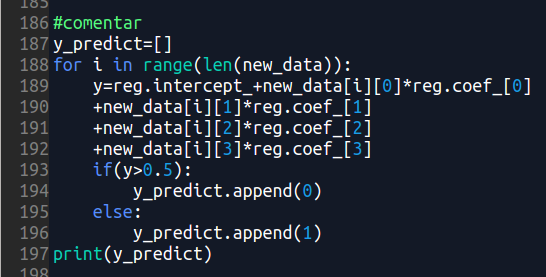 185
186 #comentar
187 y_predict=[]
188 for i in range(len(new_data)):
189     y=reg.intercept_+new_data[i][0]*reg.coef_[0]
190     +new_data[i][1]*reg.coef_[1]
191     +new_data[i][2]*reg.coef_[2]
192     +new_data[i][3]*reg.coef_[3]
193     if(y>0.5):
194         y_predict.append(0)
195     else:
196         y_predict.append(1)
197 print(y_predict)
198